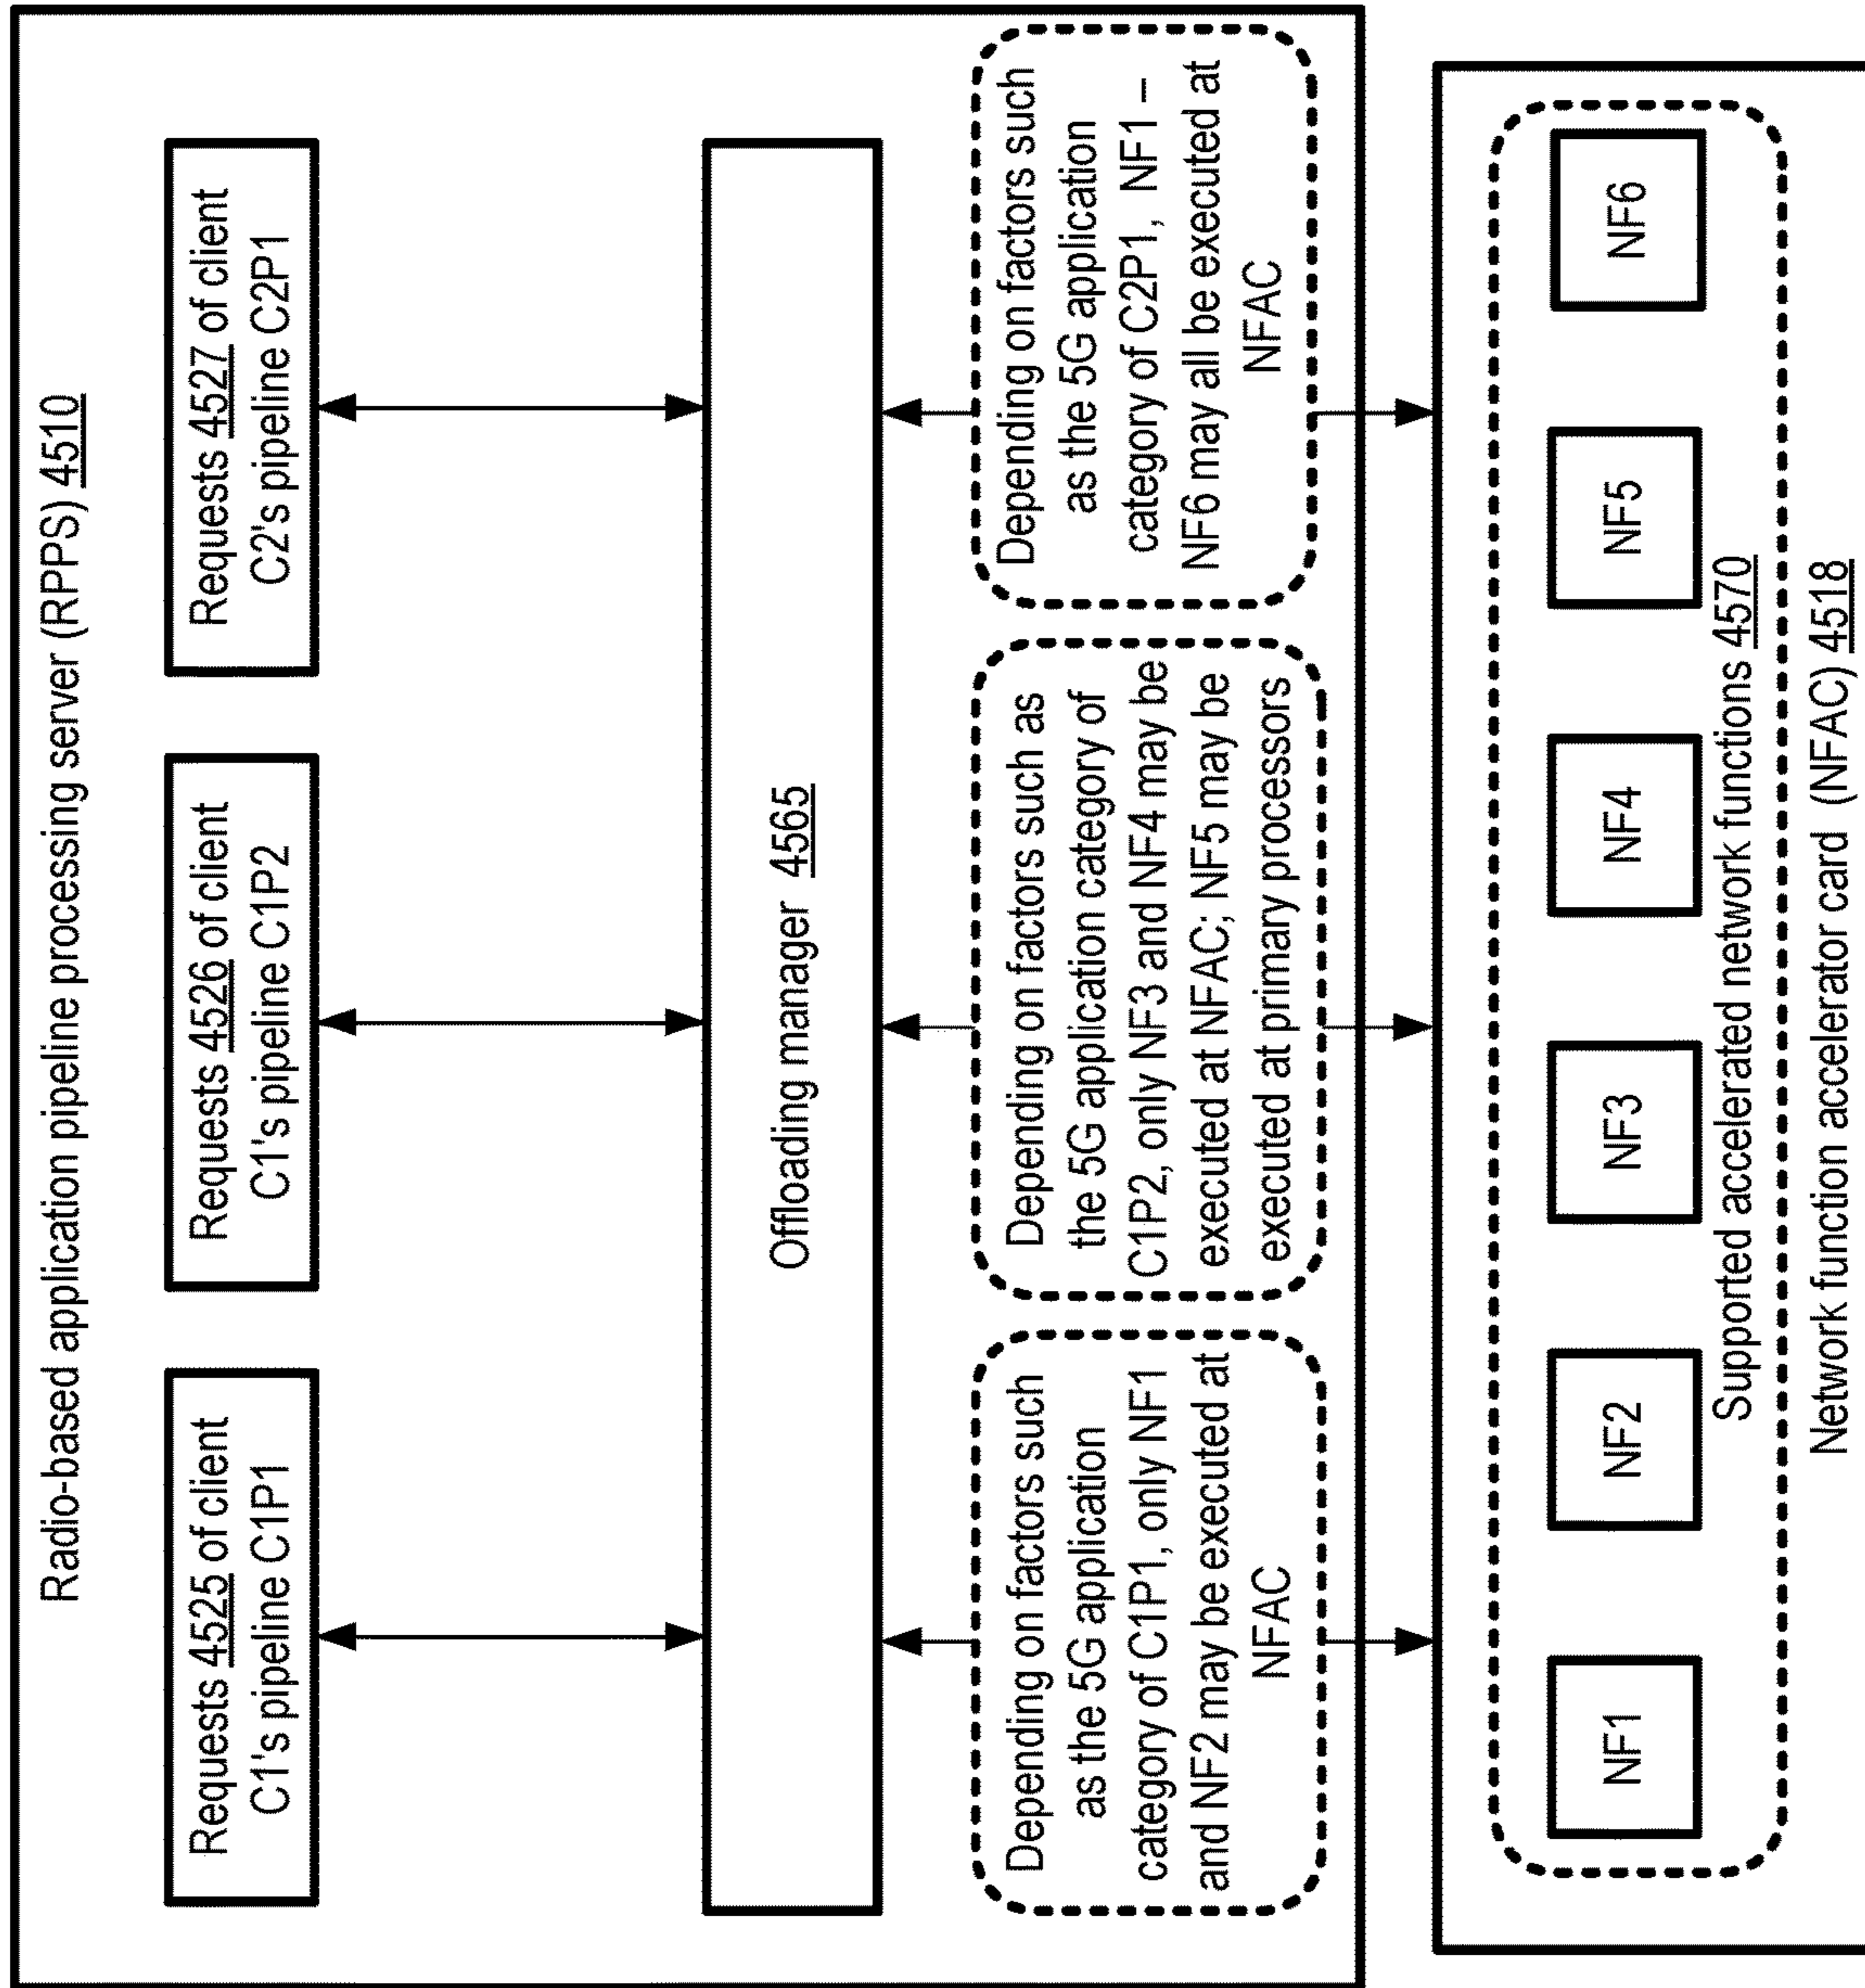 Radio-based application pipeline processing server (RPPS) 4510
Requests 4525 of client
C1's pipeline C1P1
Requests 4526 of client
C1's pipeline C1P2
Requests 4527 of client
C2's pipeline C2P1
Offloading manager 4565
Depending on factors such
as the 5G application
category of C1P1, only NF1
and NF2 may be executed at
NFAC
Depending on factors such as
the 5G application category of
C1P2, only NF3 and NF4 may be
executed at NFAC; NF5 may be
executed at primary processors
Depending on factors such
as the 5G application
category of C2P1, NF1 –
NF6 may all be executed at
NFAC
NF1
NF2
NF3
NF4
NF5
NF6
Supported accelerated network functions 4570
Network function accelerator card (NFAC) 4518